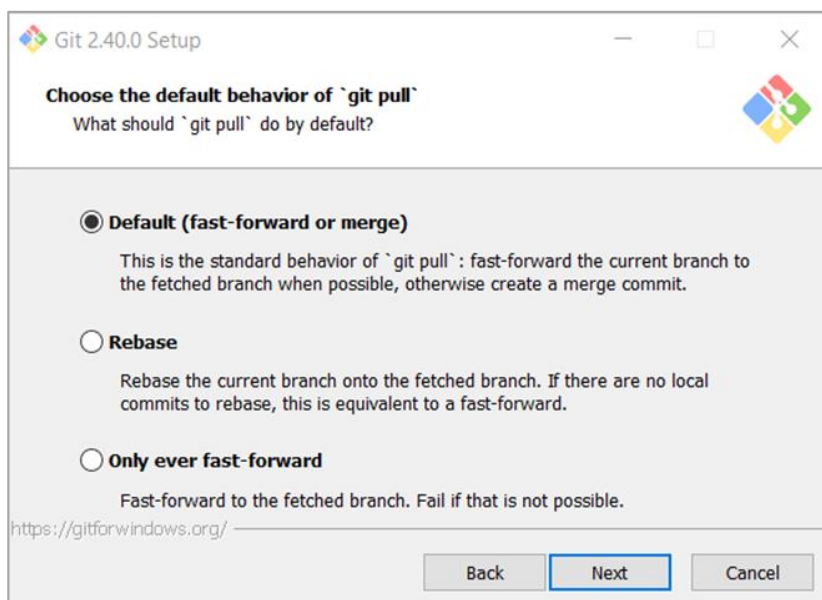 Git 2.40.0 Setup
Choose the default behavior of `git pull`
What should `git pull` do by default?
Default (fast-forward or merge)
This is the standard behavior of `git pull`: fast-forward the current branch to
the fetched branch when possible, otherwise create a merge commit.
Rebase
Rebase the current branch onto the fetched branch. If there are no local
commits to rebase, this is equivalent to a fast-forward.
Only ever fast-forward
Fast-forward to the fetched branch. Fail if that is not possible.
https://gitforwindows.org/
Back Next Cancel